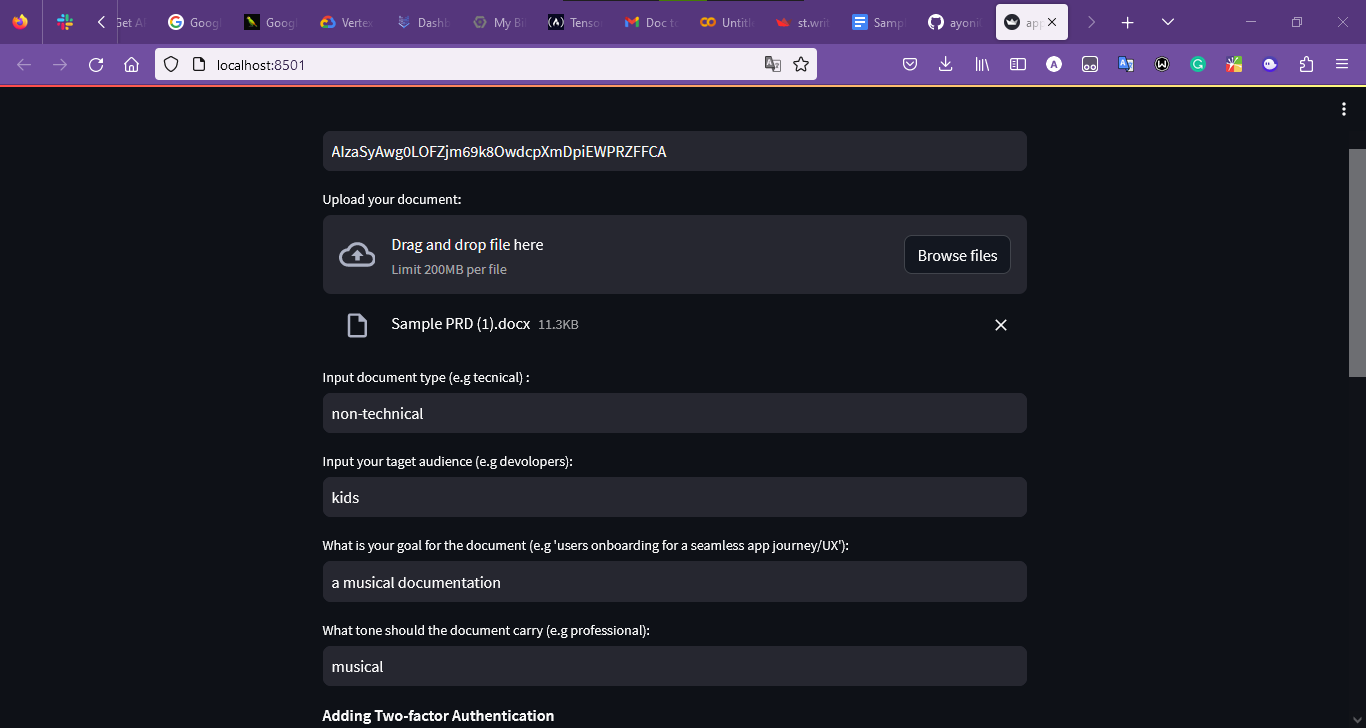 Get Googl Googl Vertex Dashb My Bi Tensor Doc to Untitl st.writ Sampl ayoni app
localhost:8501
AIzaSyAwg0LOFZjm69k8OwdcpXmDpiEWPRZFFCA
Upload your document:
Drag and drop file here
Limit 200MB per file
Browse files
Sample PRD (1).docx 11.3KB
Input document type (e.g tecnical) :
non-technical
Input your taget audience (e.g devolopers):
kids
What is your goal for the document (e.g 'users onboarding for a seamless app journey/UX'):
a musical documentation
What tone should the document carry (e.g professional):
musical
Adding Two-factor Authentication